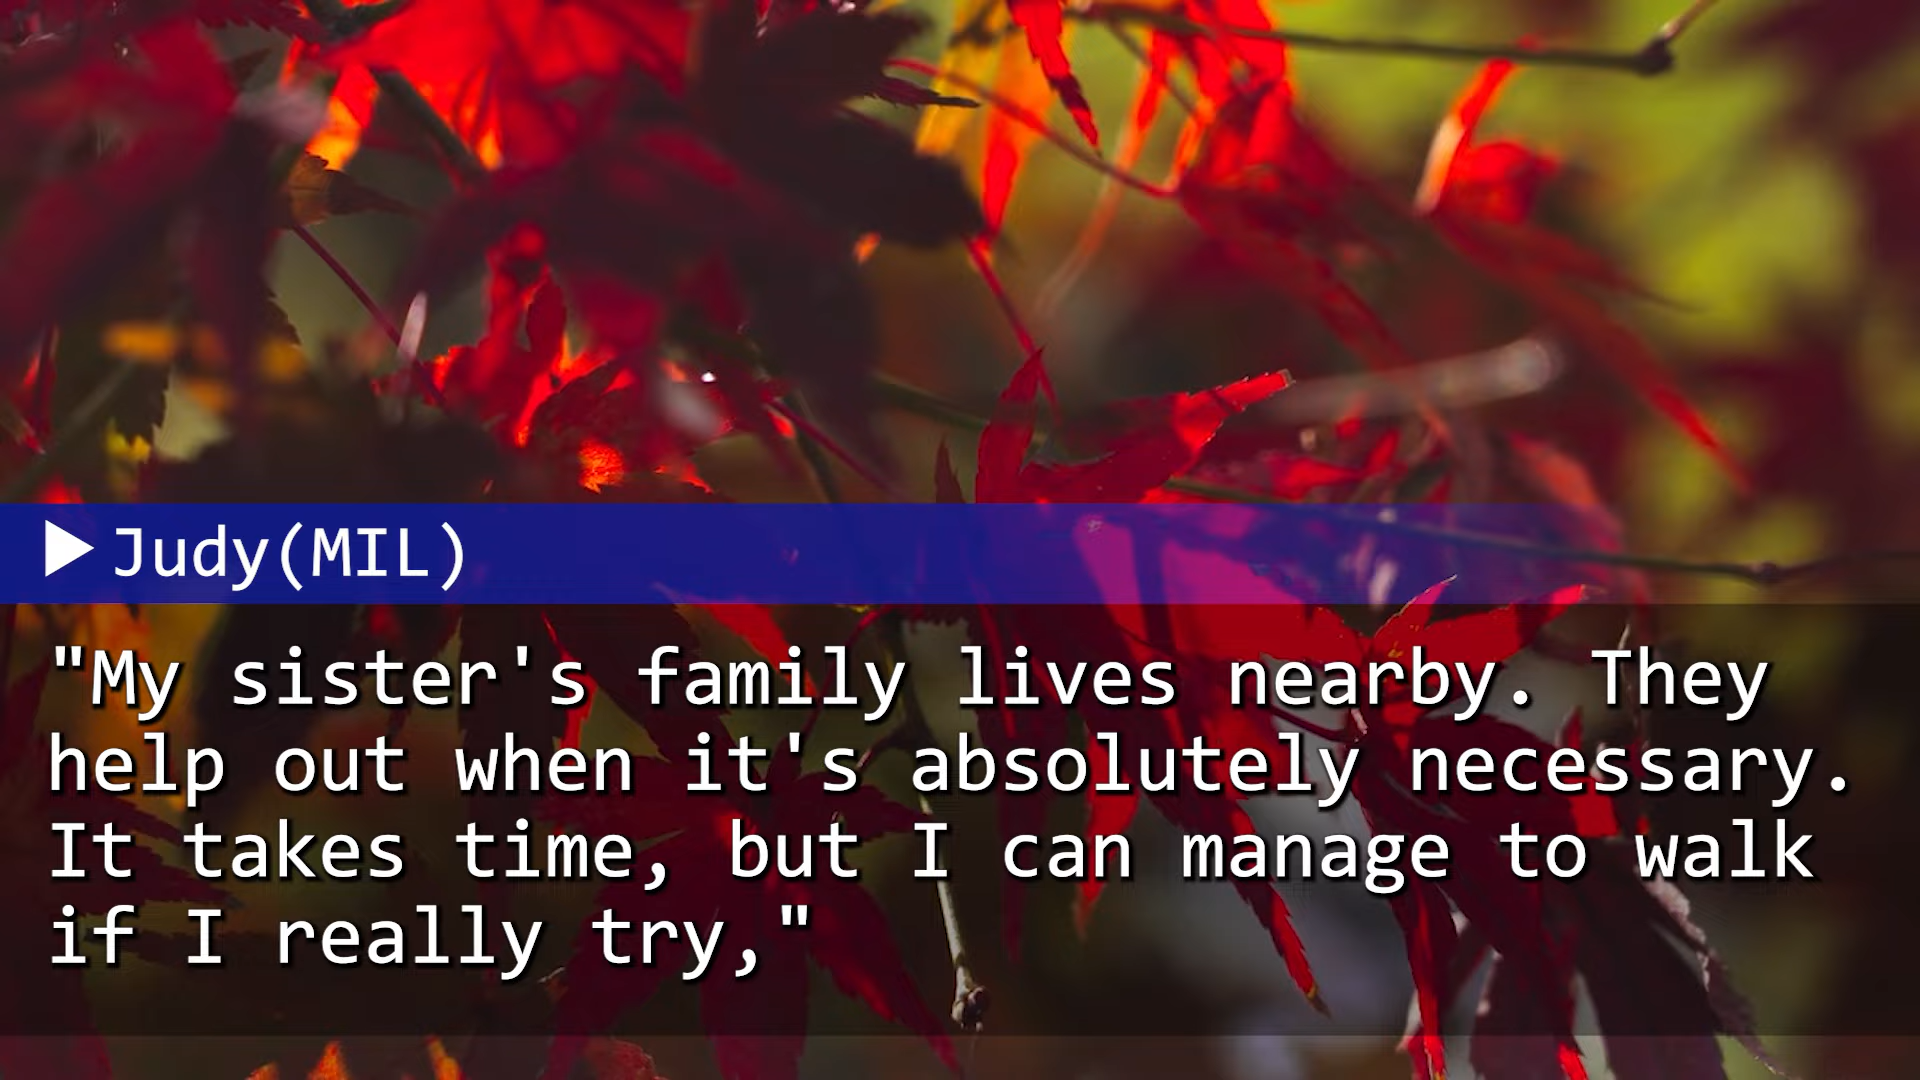 ▶Judy(MIL)
"My sister's family lives nearby. They
help out when it's absolutely necessary.
It takes time, but I can manage to walk
if I really try,"